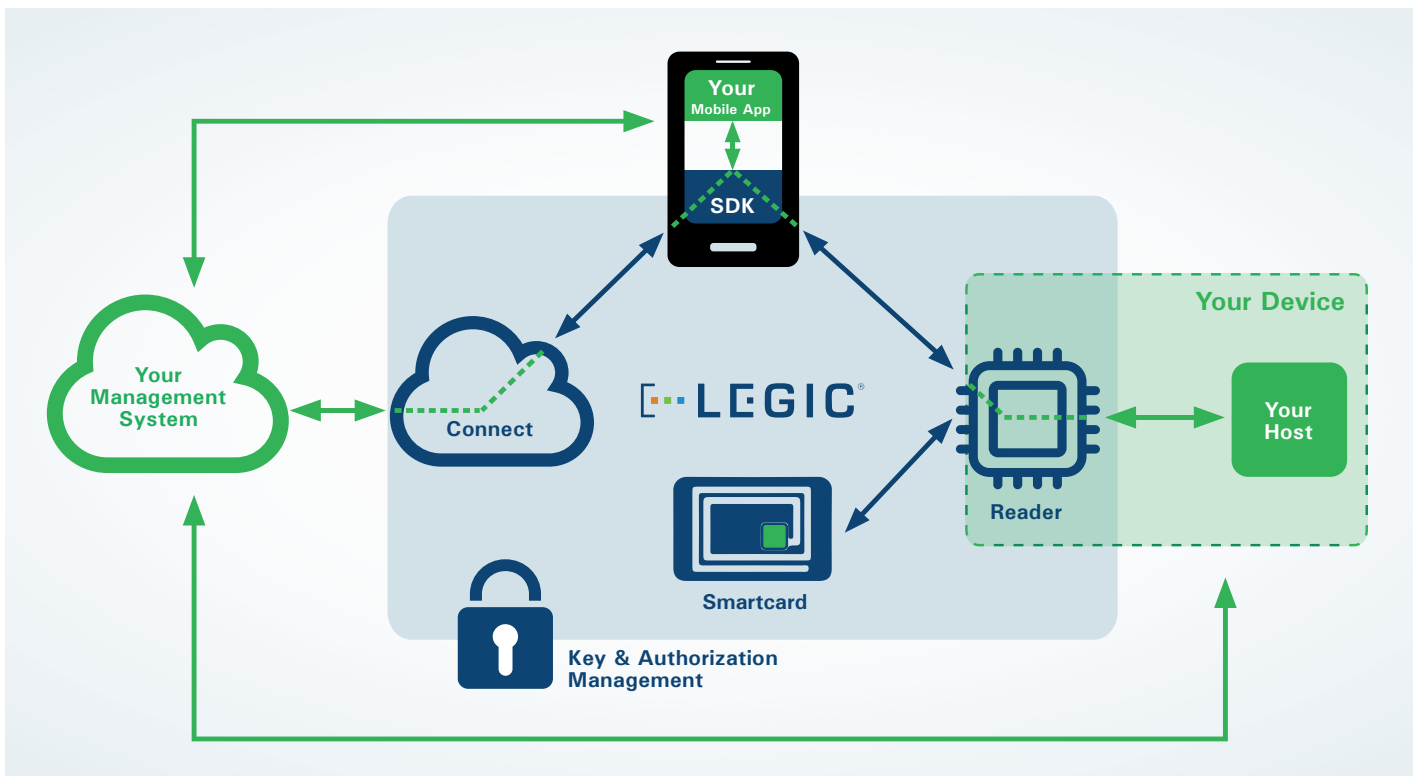 Your
Mobile App
SDK
Your Device
Your
Management
System
Connect
LEGIC®
Your
Host
Reader
Smartcard
Key & Authorization
Management